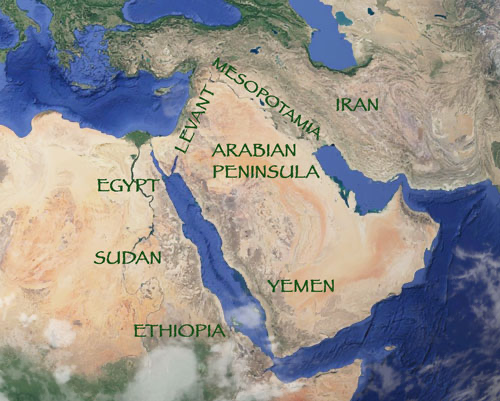 MESOPOTAMIA
IRAN
LEVANT
ARABIAN
PENINSULA
EGYPT
SUDAN
YEMEN
ETHIOPIA